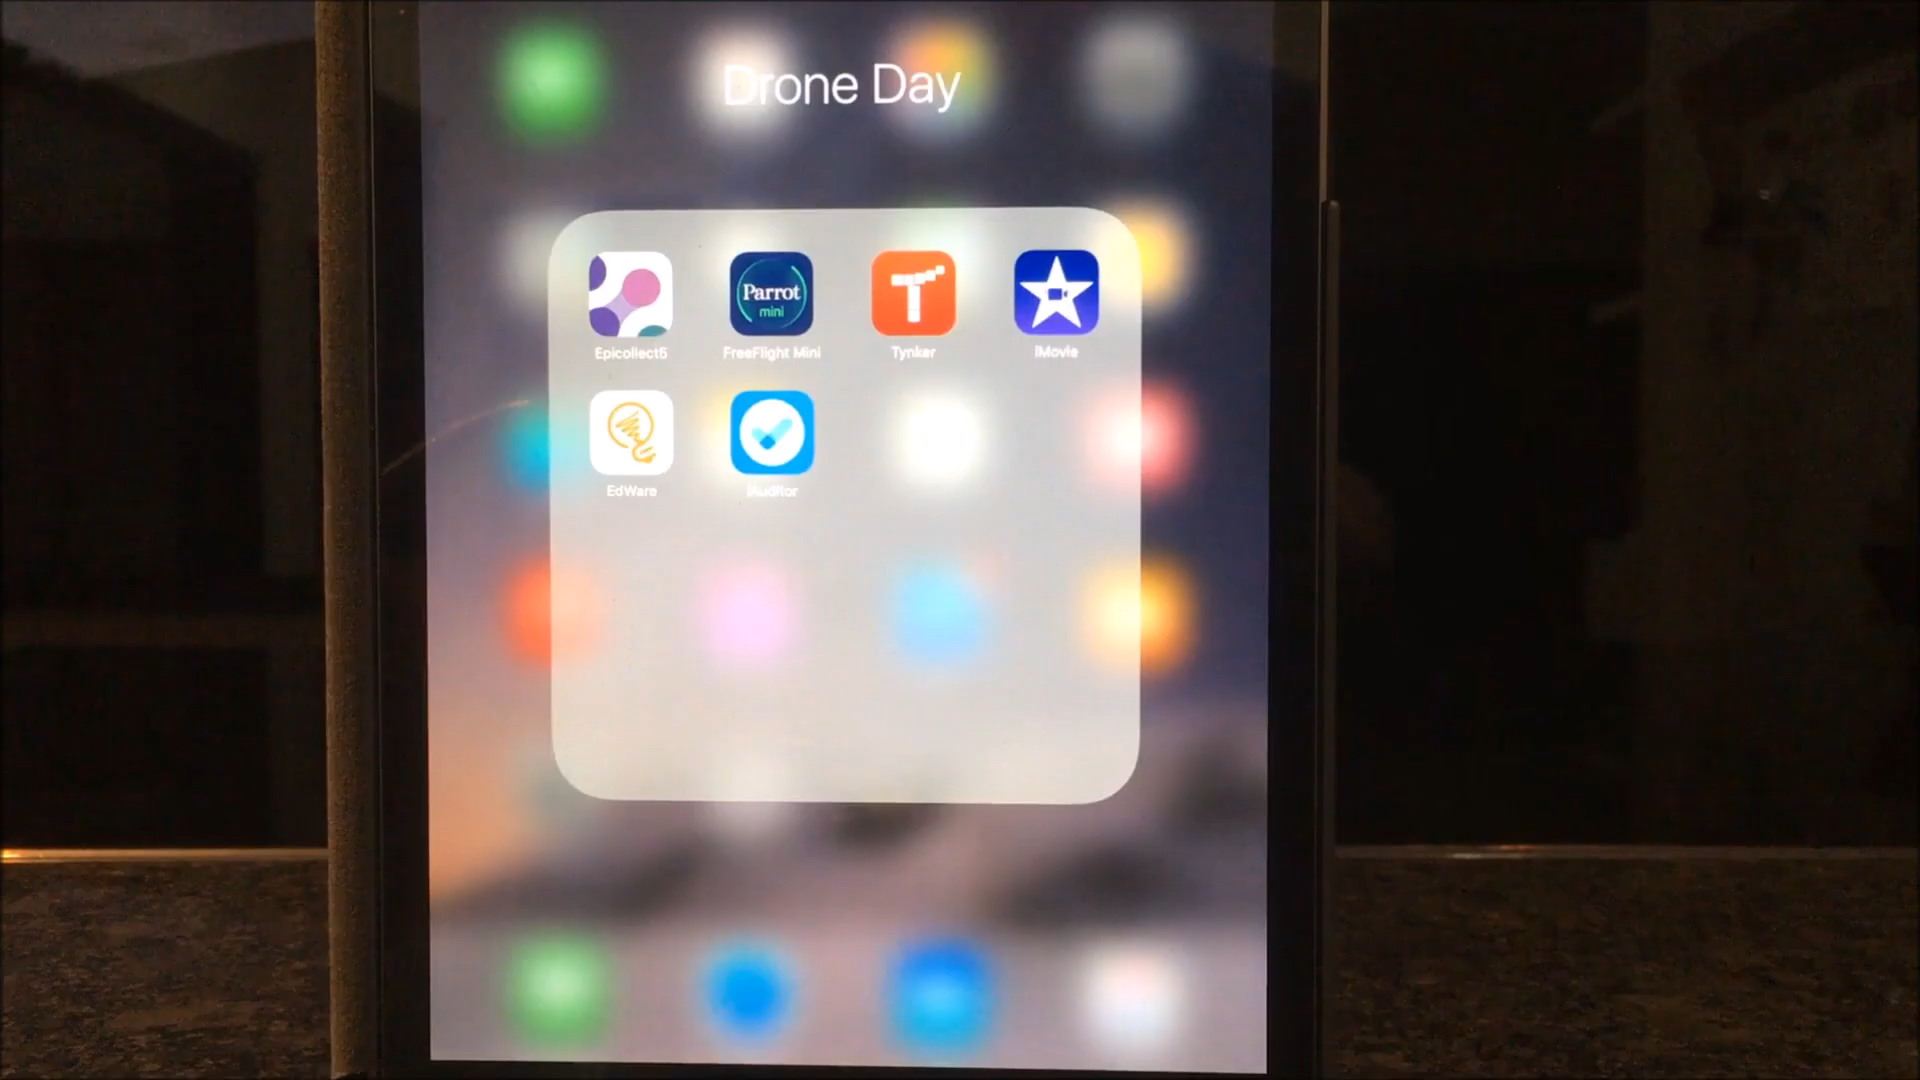 Drone Day
Parrot
mini
Epicollect5
FreeFlight Mini
Tynker
iMovie
EdWare
iAuditor